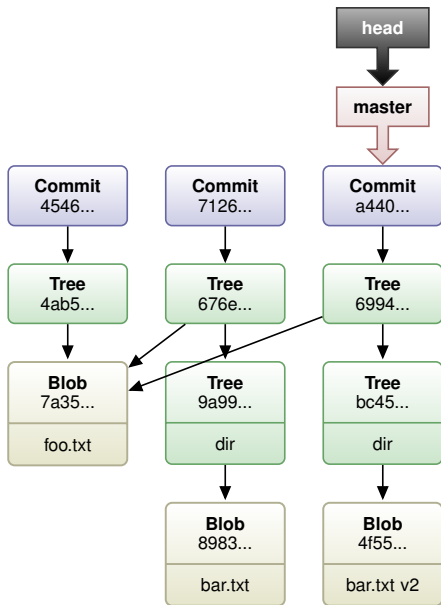 head
master
Commit
4546...
Commit
7126...
Commit
a440...
Tree
4ab5...
Tree
676e...
Tree
6994...
Blob
7a35...
foo.txt
Tree
9a99...
dir
Tree
bc45...
dir
Blob
8983...
bar.txt
Blob
4f55...
bar.txt v2